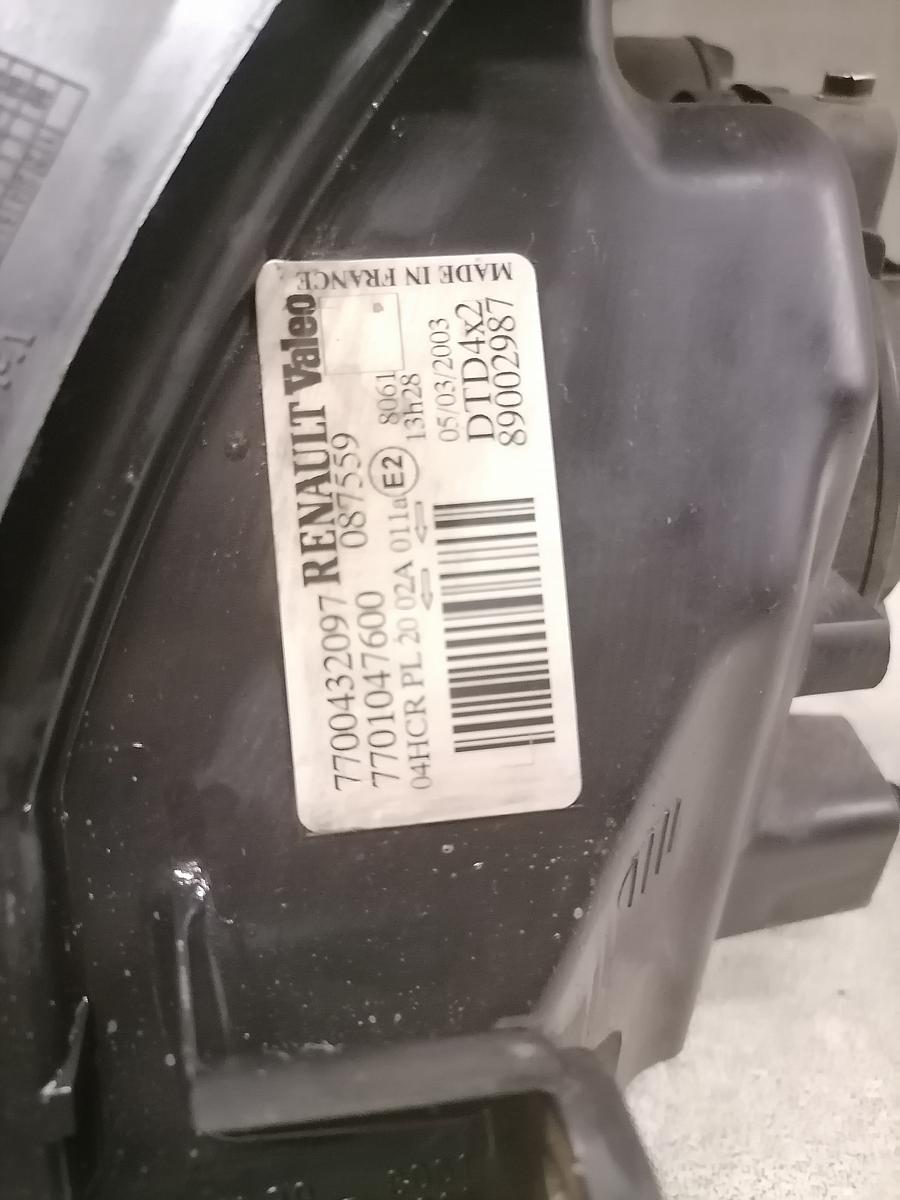 7700432097 RENAULT Valeo
7701047600 087559
04HCR PL 20 02A 011a E2 8061
13h28
05/03/2003
DTD4x2
89002987
MADE IN FRANCE